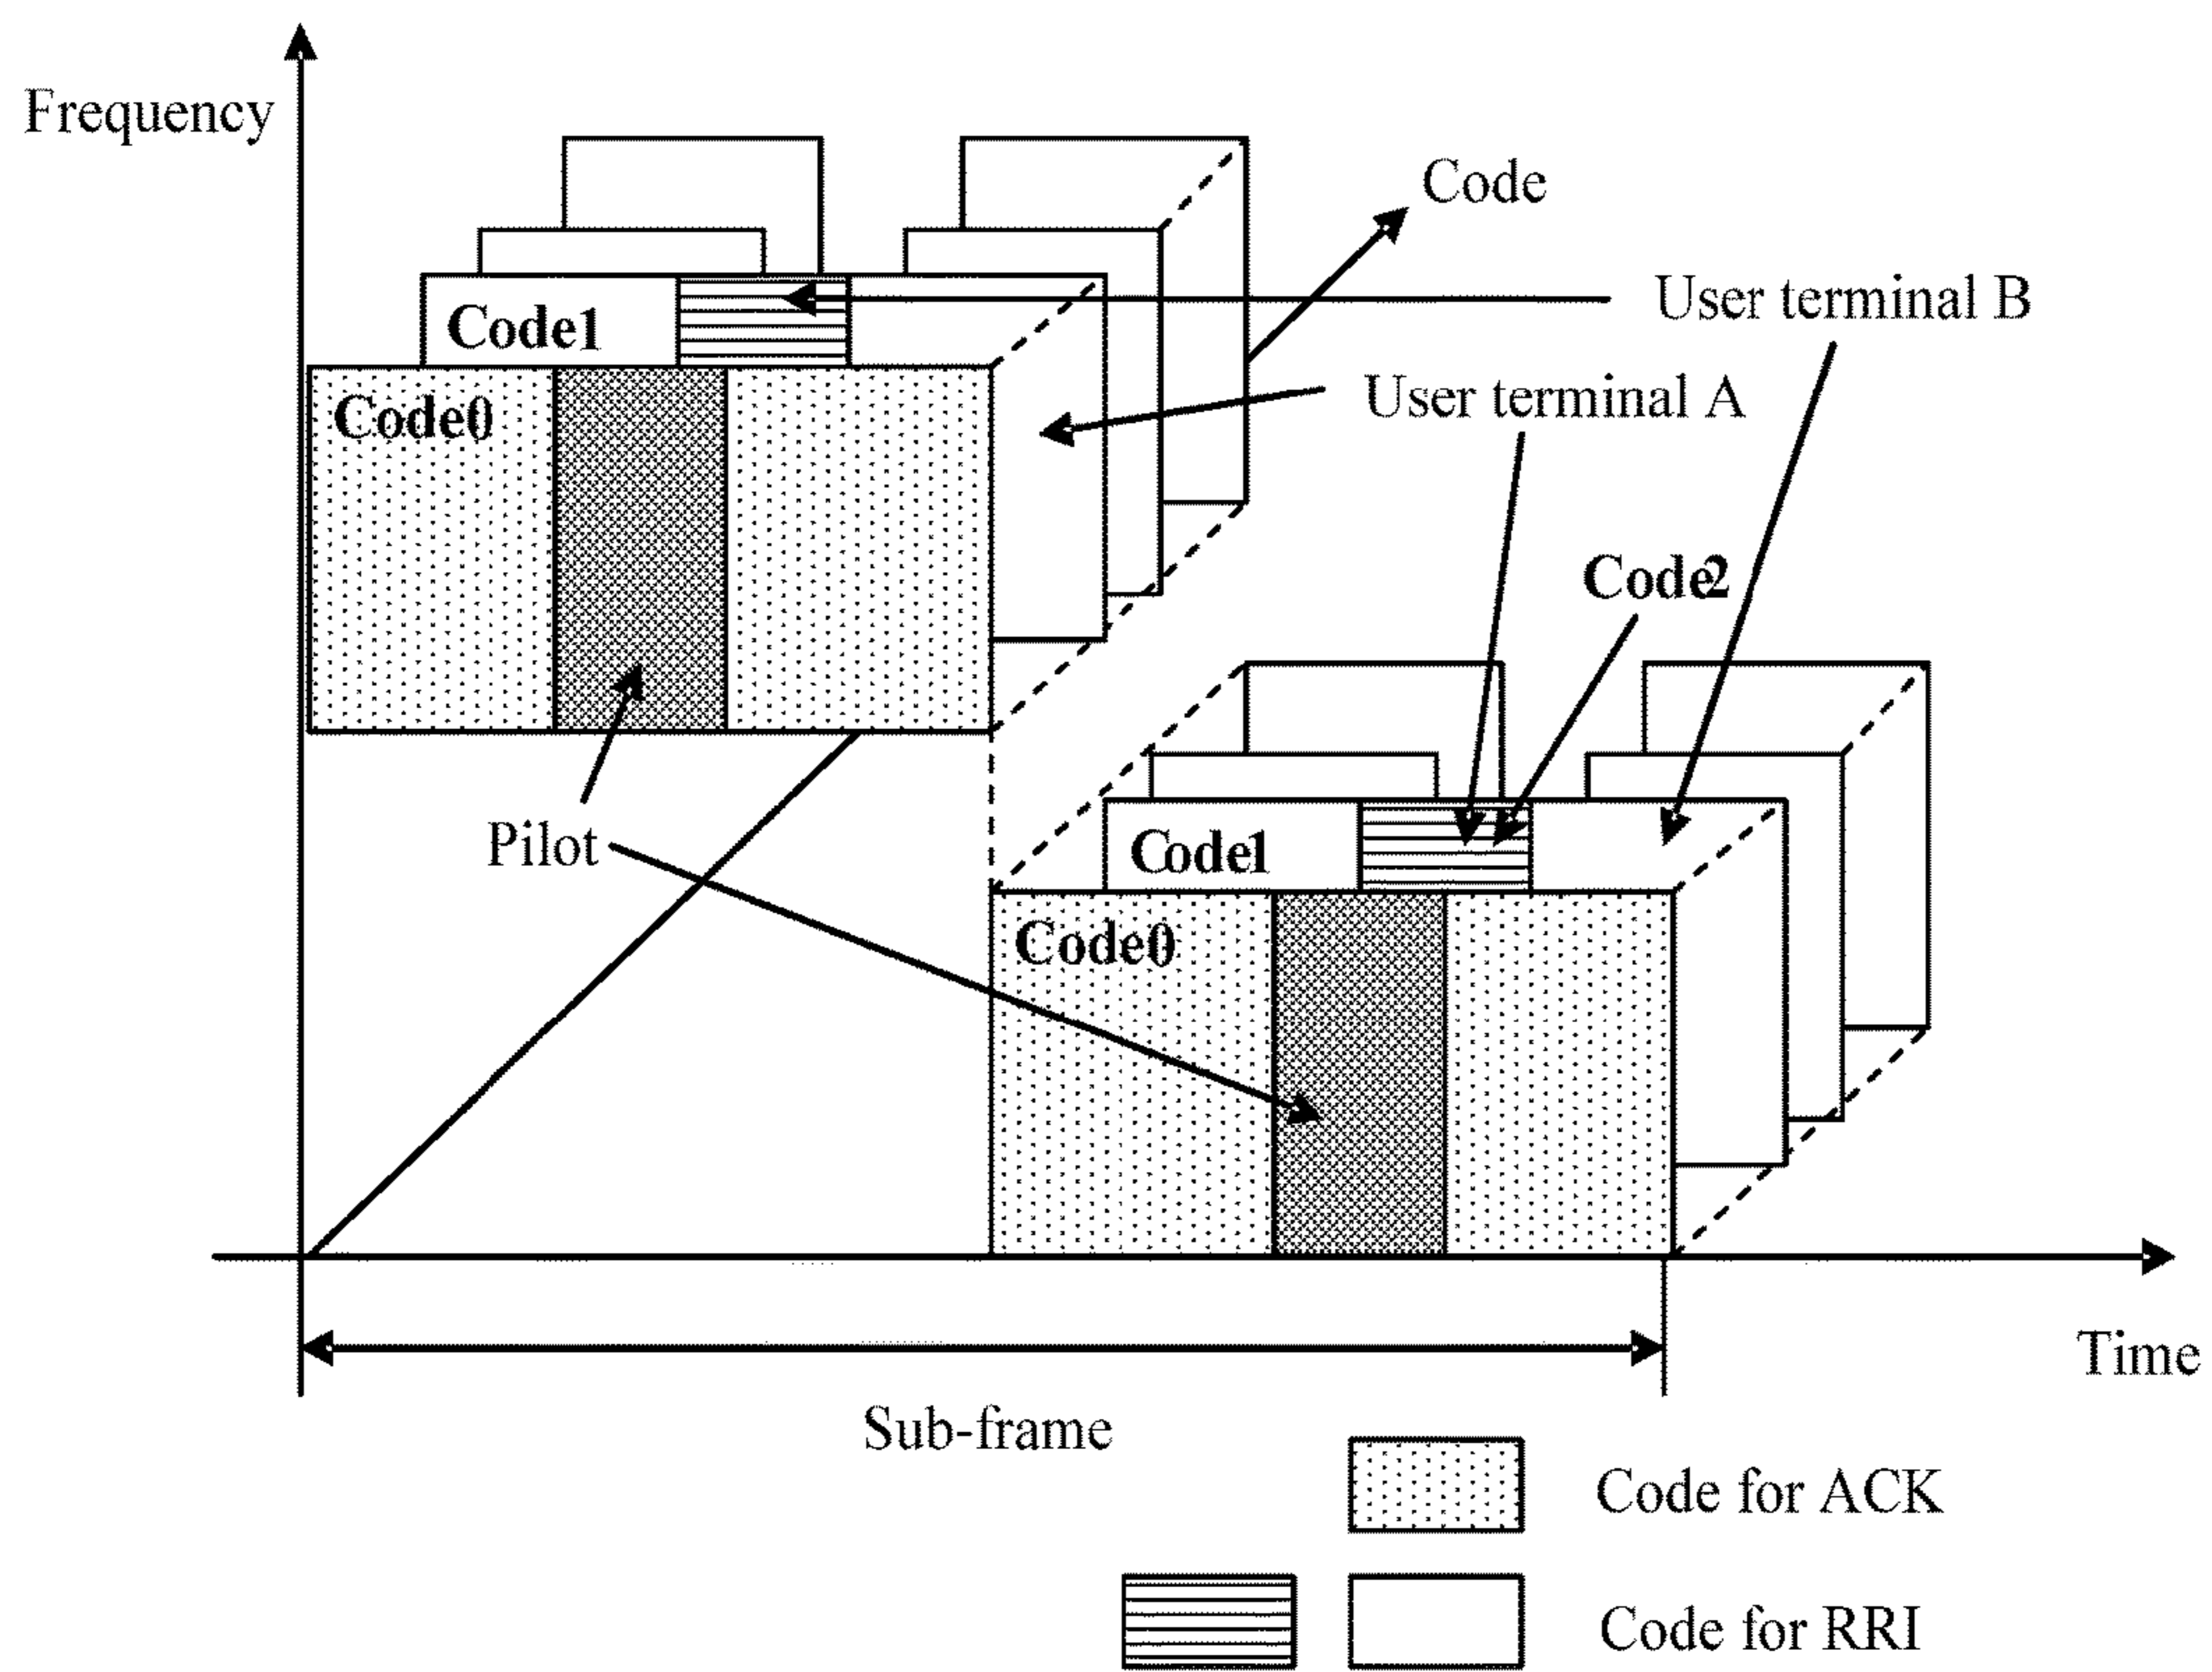 Frequency
Code
User terminal B
Code1
User terminal A
Code0
Code2
Pilot
Code1
Code0
Time
Sub-frame
Code for ACK
Code for RRI